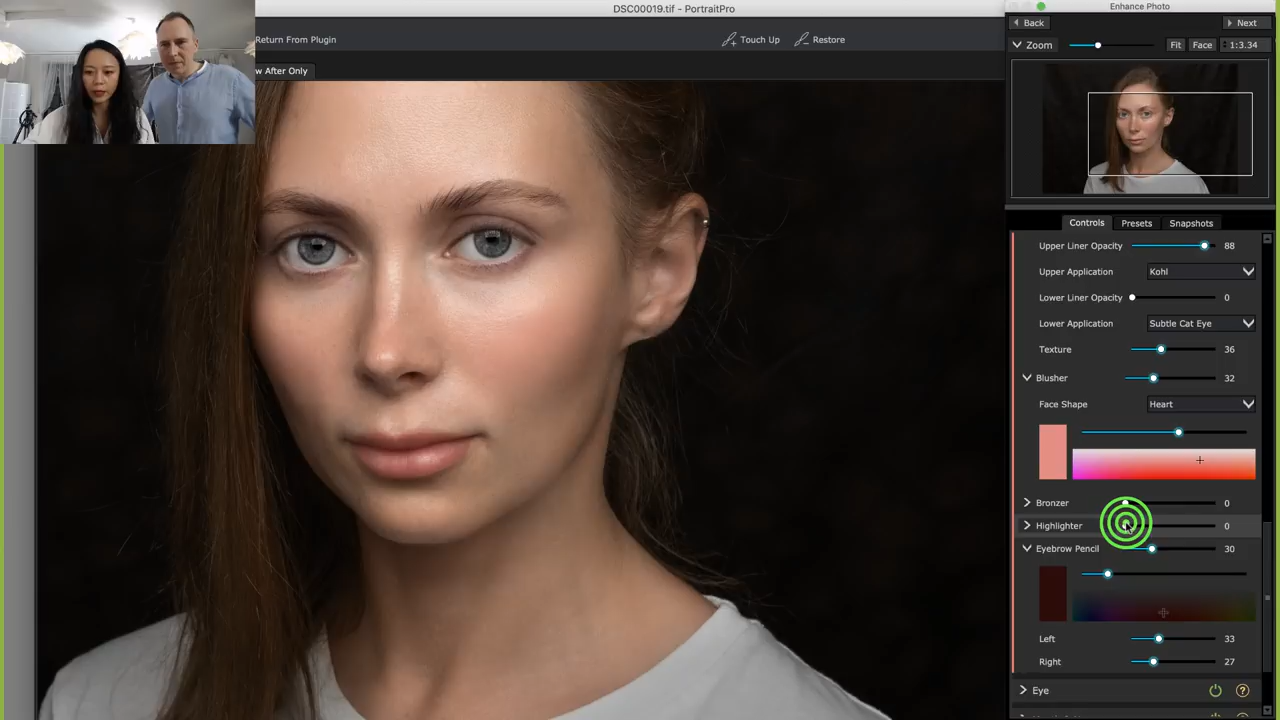 DSC00019.tif - PortraitPro
Enhance Photo
Return From Plugin
Touch Up
Restore
Back
Next
Zoom
Fit
Face
1:3.34
w After Only
Controls
Presets
Snapshots
Upper Liner Opacity 88
Upper Application Kohl
Lower Liner Opacity 0
Lower Application Subtle Cat Eye
Texture 36
Blusher 32
Face Shape Heart
Bronzer 0
Highlighter 0
Eyebrow Pencil 30
Left 33
Right 27
Eye ?